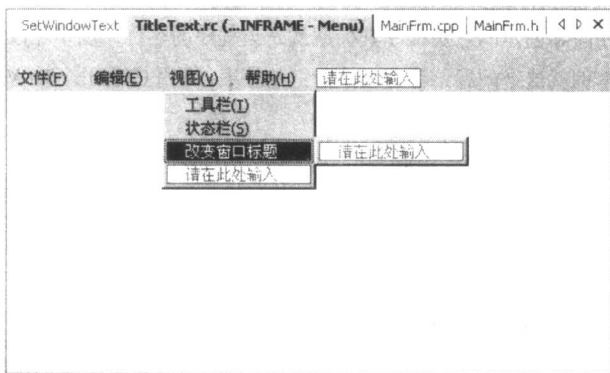 SetWindowText TitleText.rc (...INFRAME - Menu) MainFrm.cpp MainFrm.h
文件(F) 编辑(E) 视图(V) 帮助(H) 请在此处输入
工具栏(T)
状态栏(S)
改变窗口标题 请在此处输入
请在此处输入